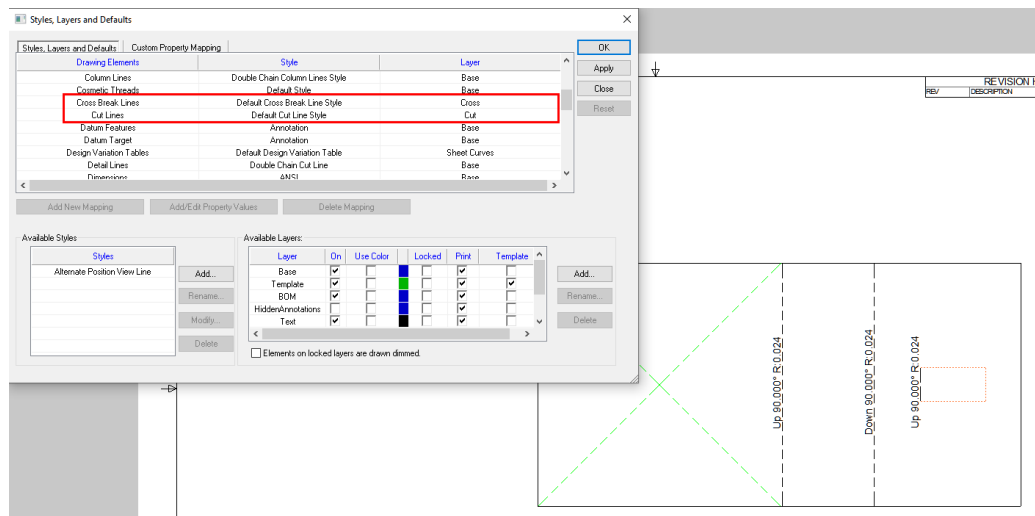 Styles, Layers and Defaults
Styles, Layers and Defaults Custom Property Mapping
Drawing Elements Style Layer
Column Lines Double Chain Column Lines Style Base
Cosmetic Threads Default Style Base
Cross Break Lines Default Cross Break Line Style Cross
Cut Lines Default Cut Line Style Cut
Datum Features Annotation Base
Datum Target Annotation Base
Design Variation Tables Default Design Variation Table Sheet Curves
Detail Lines Double Chain Cut Line Base
Dimensions ANSI Base
OK
Apply
Close
Reset
Add New Mapping Add/Edit Property Values Delete Mapping
Available Styles
Styles
Alternate Position View Line
Add...
Rename...
Modify...
Delete
Available Layers:
Layer On Use Color Locked Print Template
Base
Template
BOM
HiddenAnnotations
Text
Add...
Rename...
Delete
Elements on locked layers are drawn dimmed.
REVISION
REV DESCRIPTION
Up 90.000° R:0.024
Down 90.000° R:0.024
Up 90.000° R:0.024